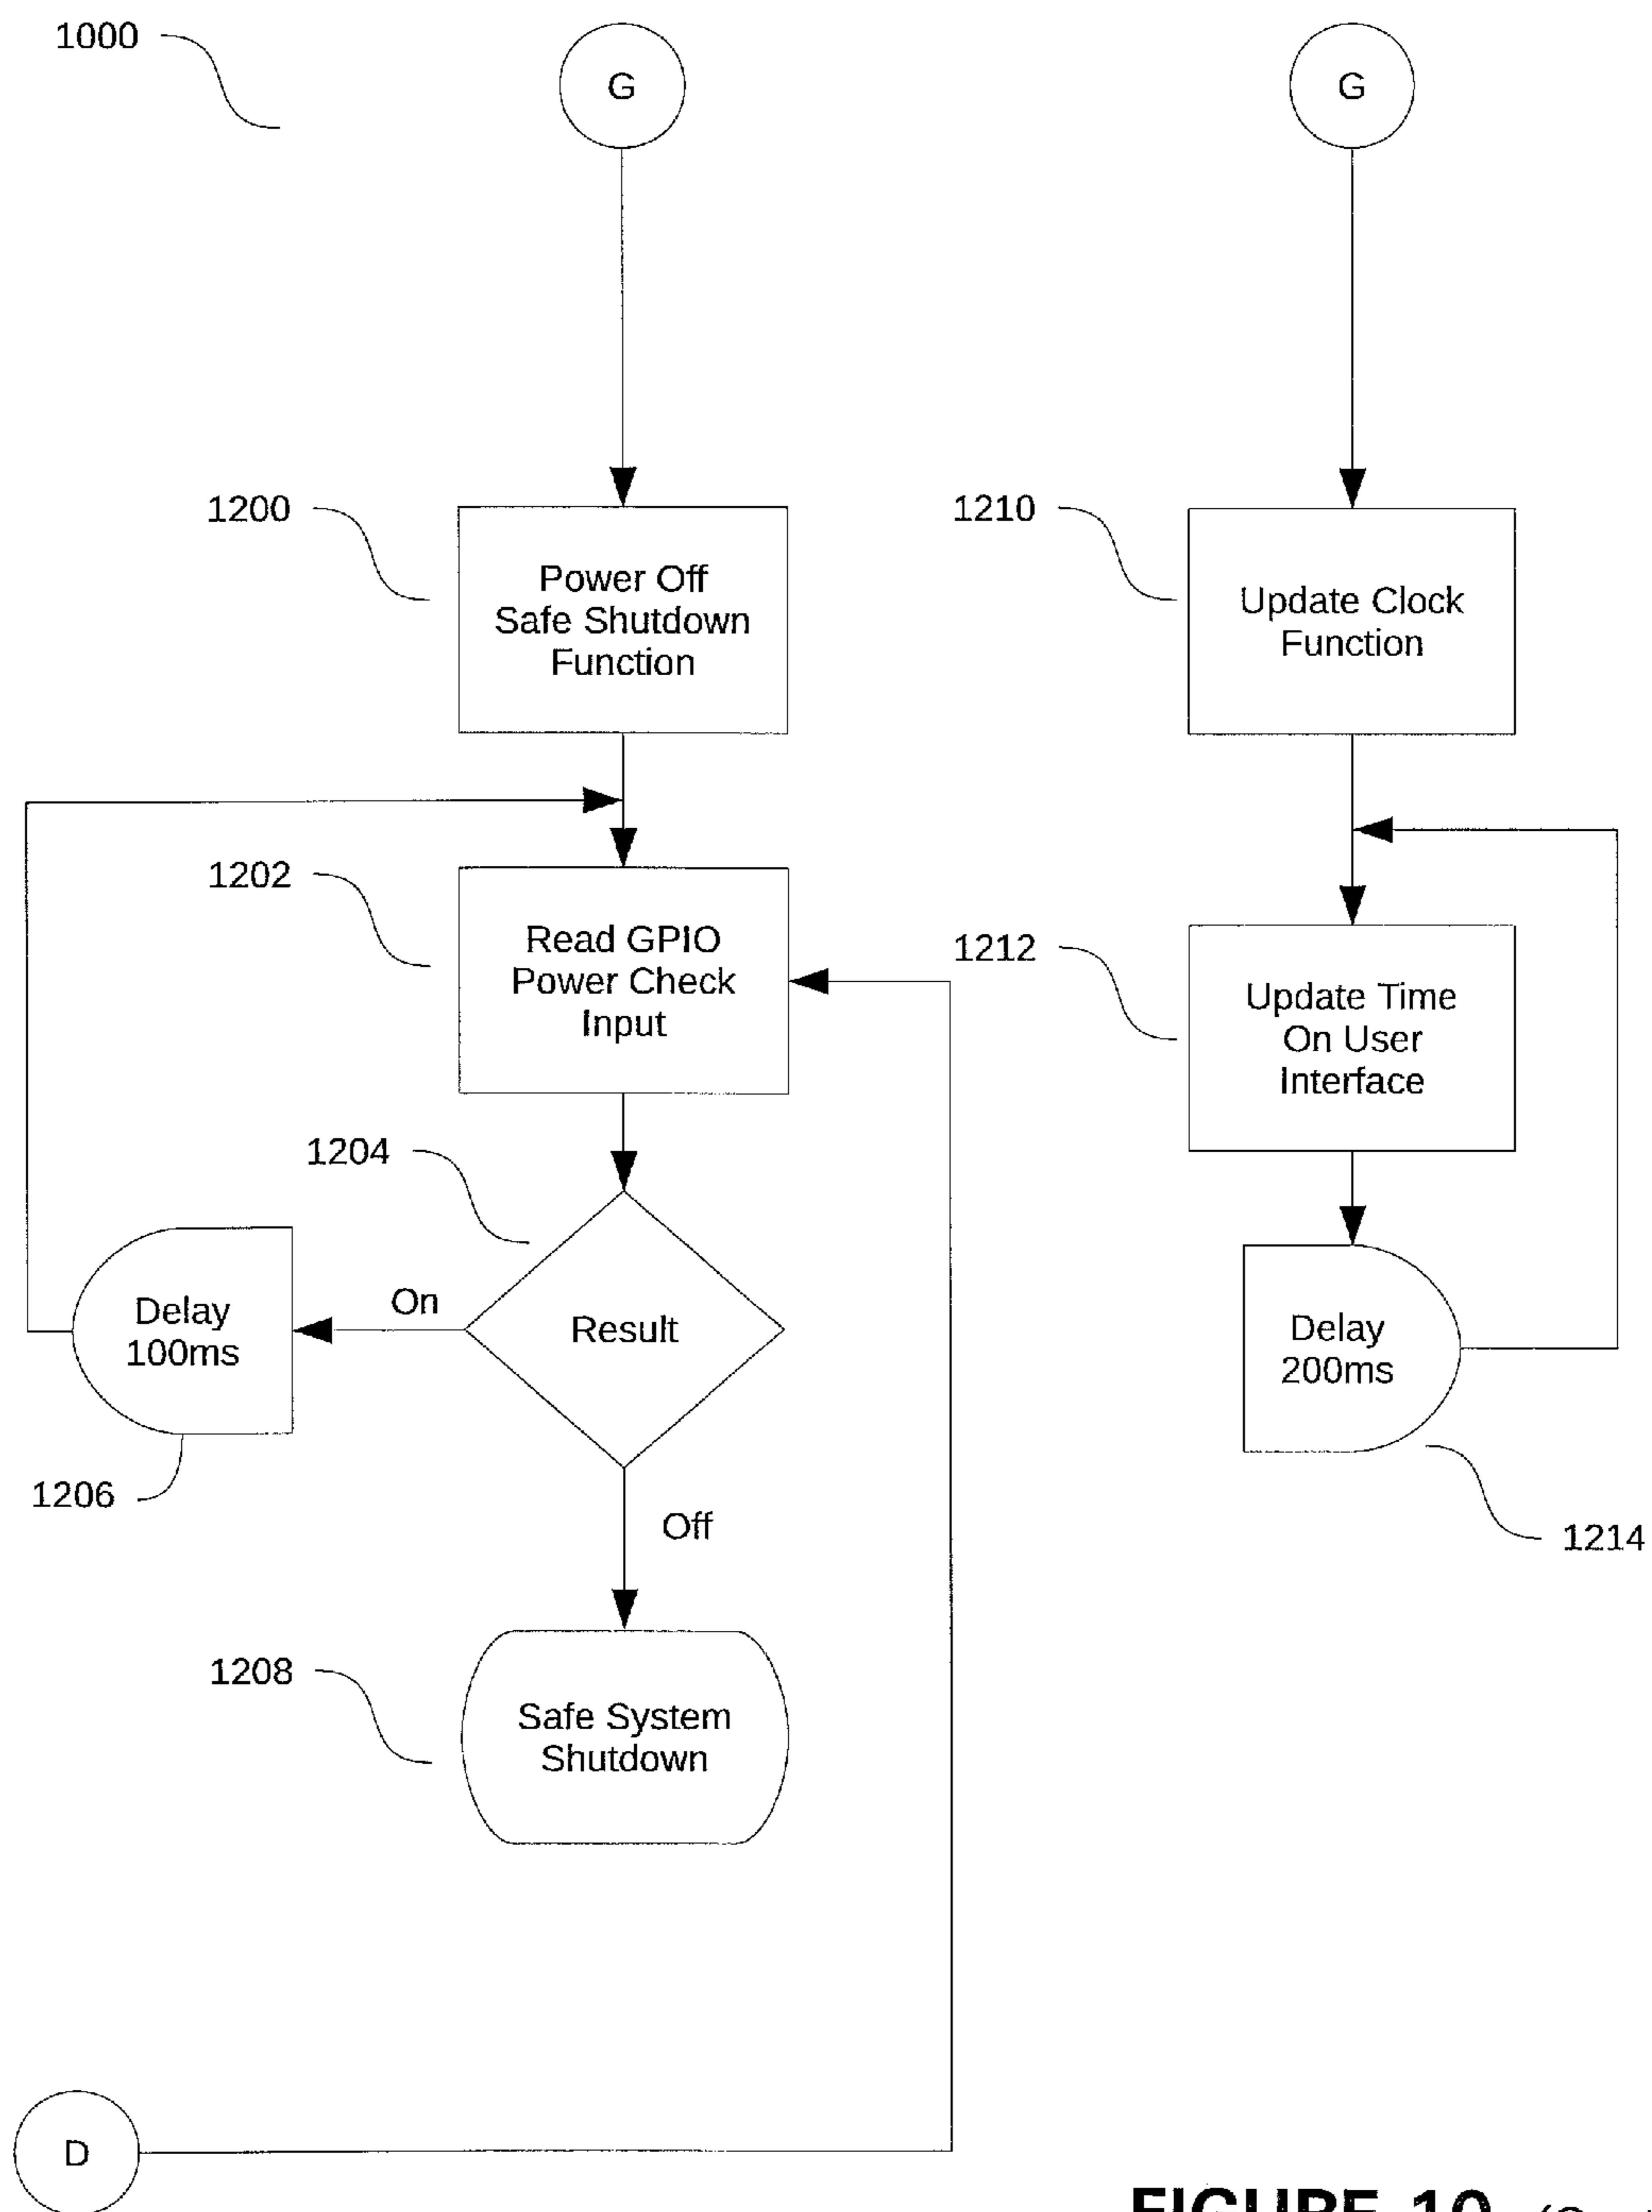 1000
G
G
1200
Power Off
Safe Shutdown
Function
1210
Update Clock
Function
1202
Read GPIO
Power Check
Input
1212
Update Time
On User
Interface
1204
On
Result
Delay
100ms
Delay
200ms
1206
Off
1214
1208
Safe System
Shutdown
D
FIGURE 10